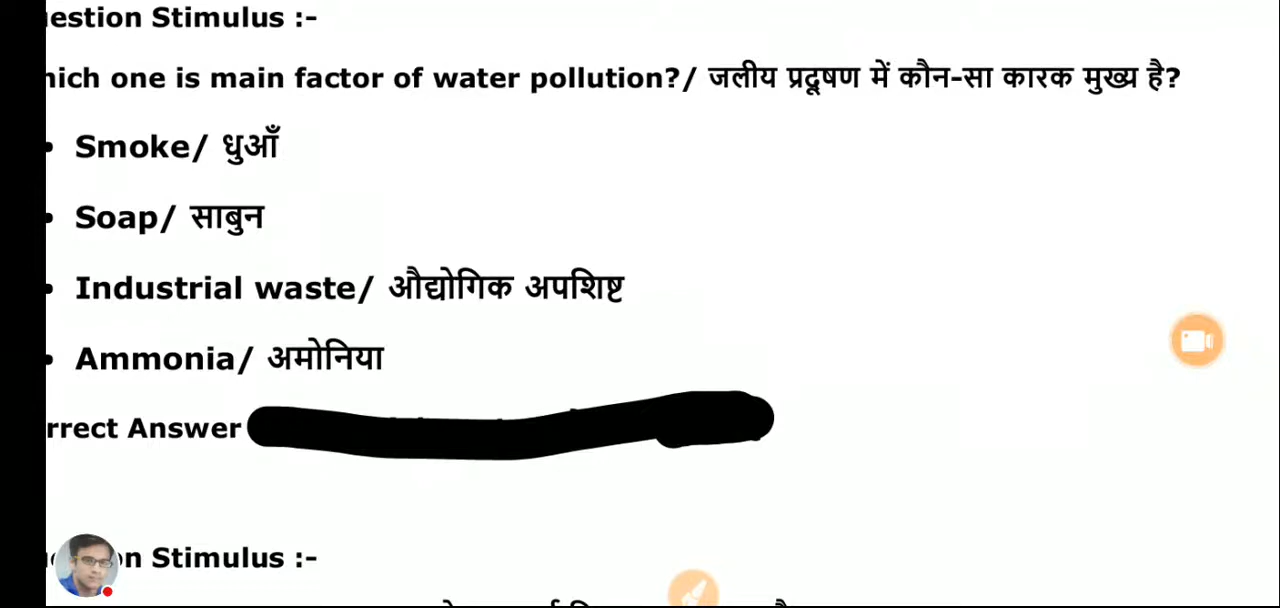 estion Stimulus :-
hich one is main factor of water pollution?/ जलीय प्रदूषण में कौन-सा कारक मुख्य है?
• Smoke/ धुआँ
• Soap/ साबुन
• Industrial waste/ औद्योगिक अपशिष्ट
• Ammonia/ अमोनिया
rrect Answer
n Stimulus :-